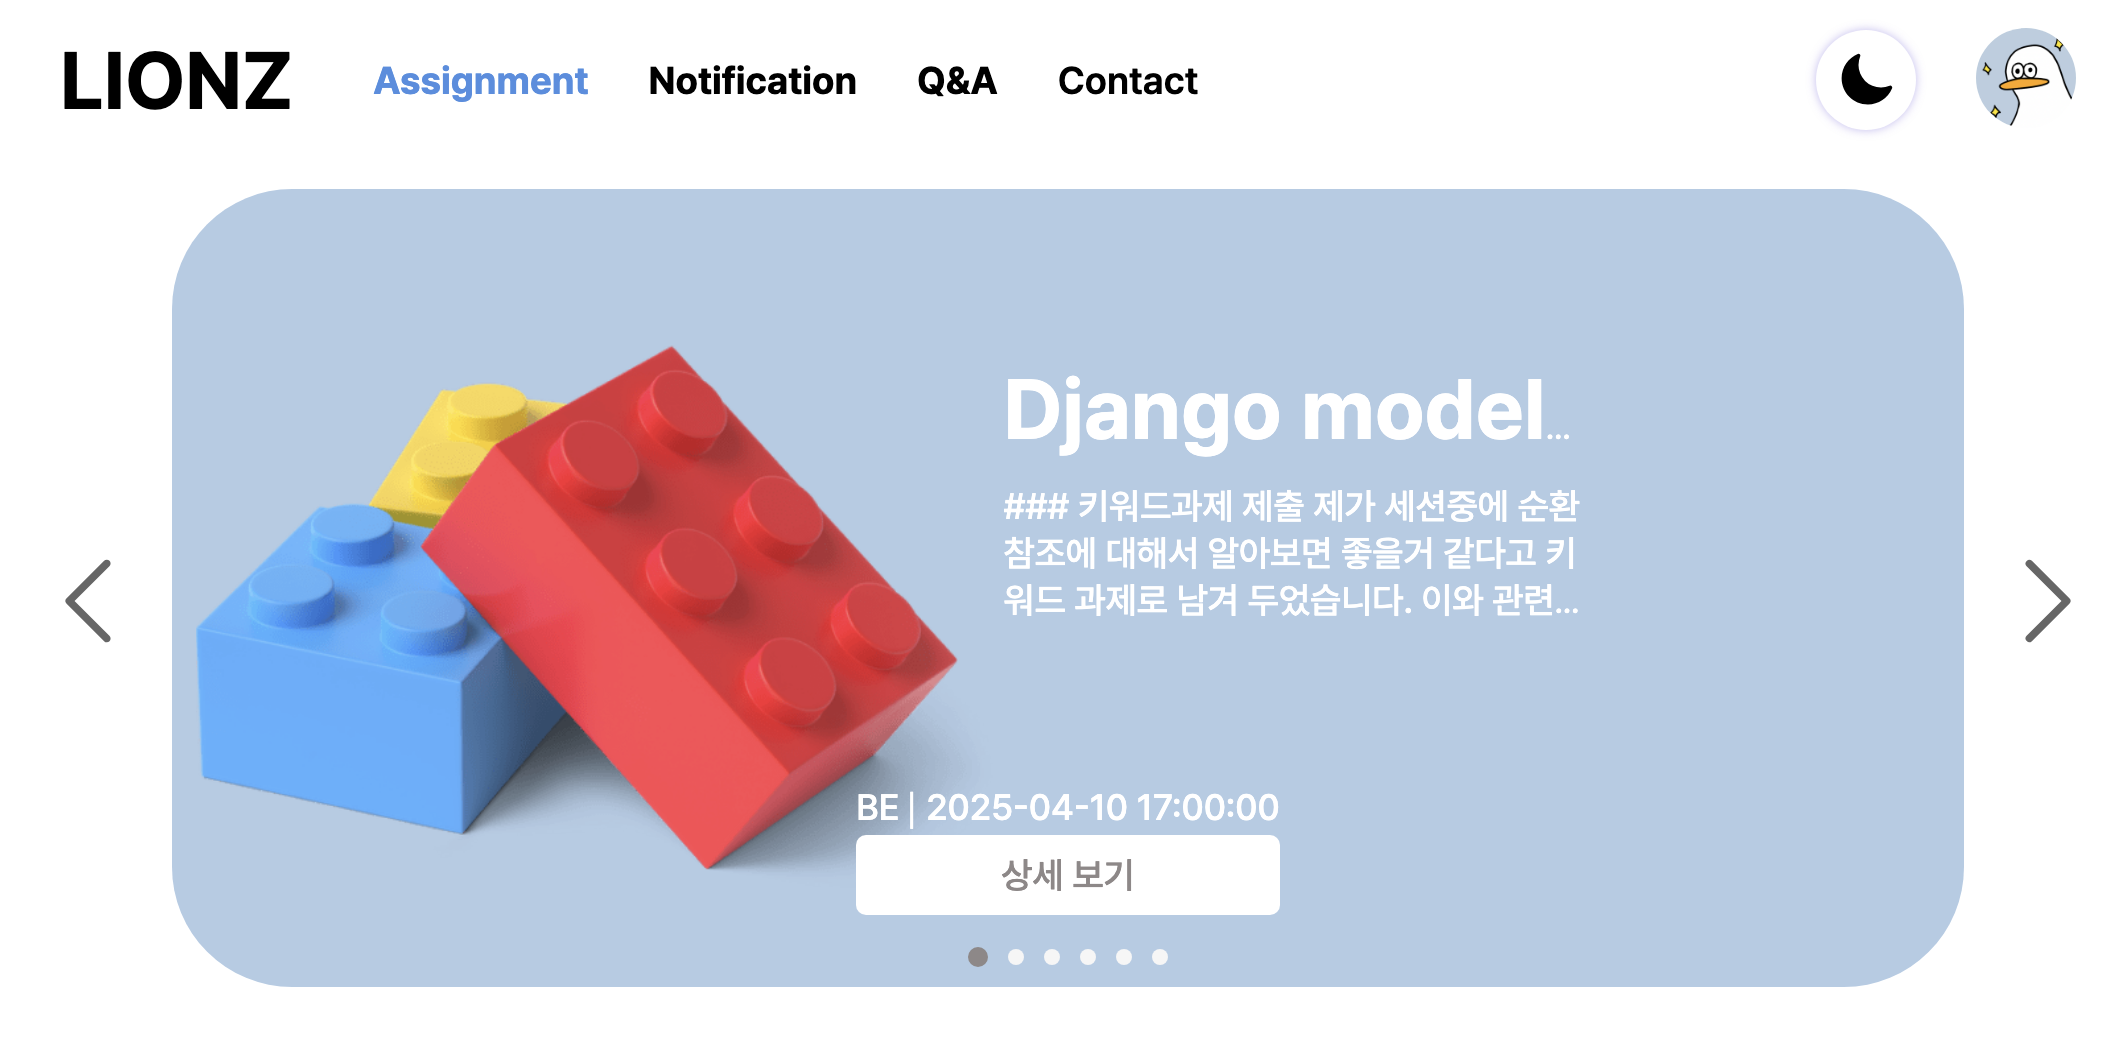 LIONZ
Assignment Notification Q&A Contact
Django model...
### 키워드과제 제출 제가 세션중에 순환
참조에 대해서 알아보면 좋을거 같다고 키
워드 과제로 남겨 두었습니다. 이와 관련...
BE | 2025-04-10 17:00:00
상세 보기